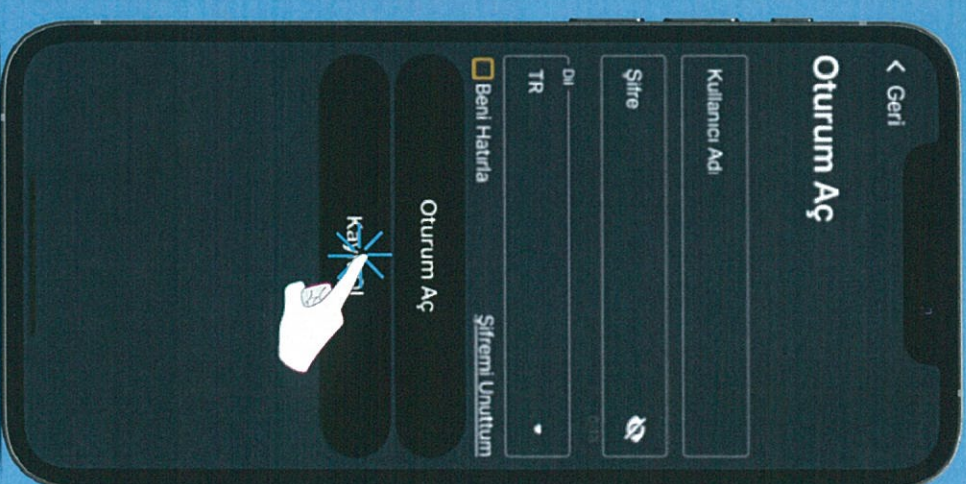 Geri
Oturum Aç
Kullanıcı Adı
Şifre
Dil
TR
Beni Hatırla
Şifremi Unuttum
Oturum Aç